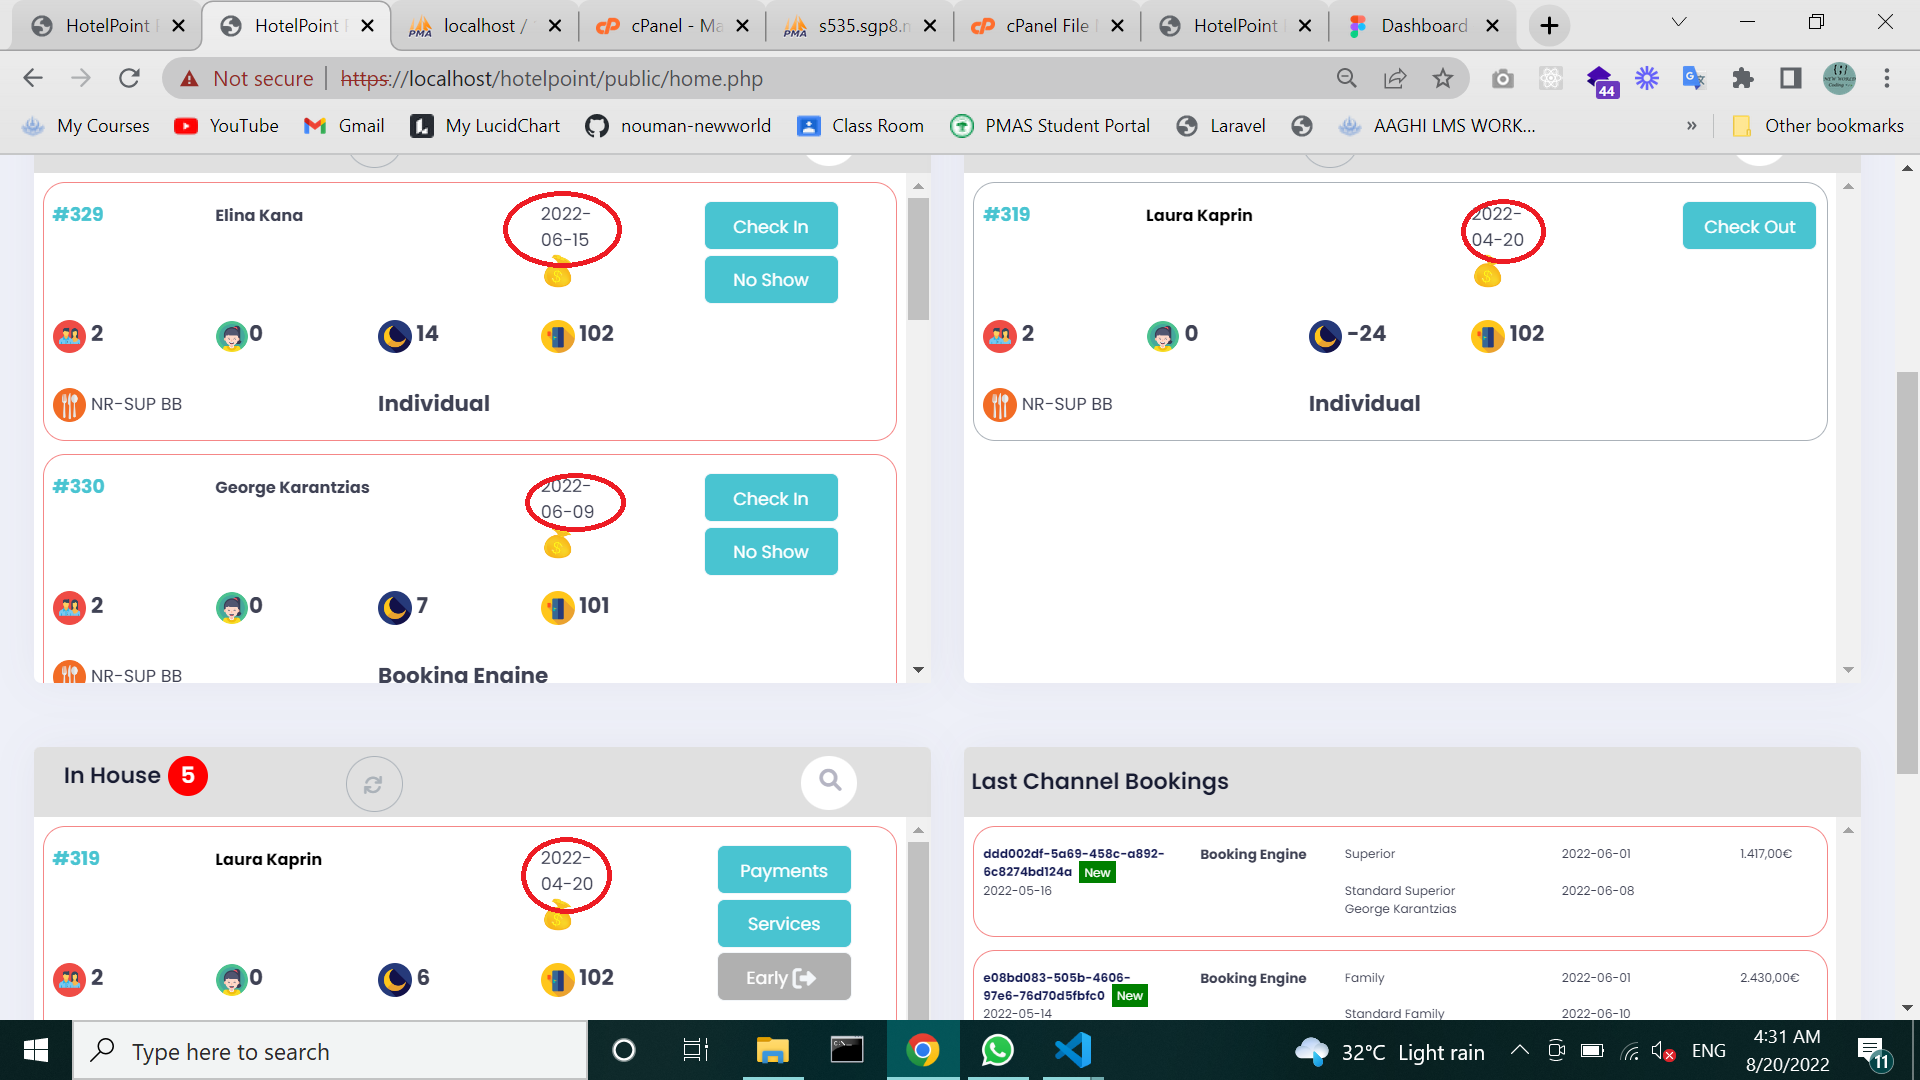 HotelPoint
HotelPoint
localhost /
cPanel - Ma
s535.sgp8.n
cPanel File
HotelPoint
Dashboard
Not secure
https://localhost/hotelpoint/public/home.php
44
My Courses
YouTube
Gmail
My LucidChart
nouman-newworld
Class Room
PMAS Student Portal
Laravel
AAGHI LMS WORK...
»
Other bookmarks
#329
Elina Kana
2022-
06-15
Check In
No Show
2
0
14
102
NR-SUP BB
Individual
#330
George Karantzias
2022-
06-09
Check In
No Show
2
0
7
101
NR-SUP BB
Booking Engine
#319
Laura Kaprin
2022-
04-20
Check Out
2
0
-24
102
NR-SUP BB
Individual
In House 5
#319
Laura Kaprin
2022-
04-20
Payments
Services
Early
2
0
6
102
Last Channel Bookings
ddd002df-5a69-458c-a892-
6c8274bd124a New
2022-05-16
Booking Engine
Superior
Standard Superior
George Karantzias
2022-06-01
2022-06-08
1.417,00€
e08bd083-505b-4606-
97e6-76d70d5fbfc0 New
2022-05-14
Booking Engine
Family
Standard Family
2022-06-01
2022-06-10
2.430,00€
Type here to search
32°C Light rain
ENG
4:31 AM
8/20/2022
11